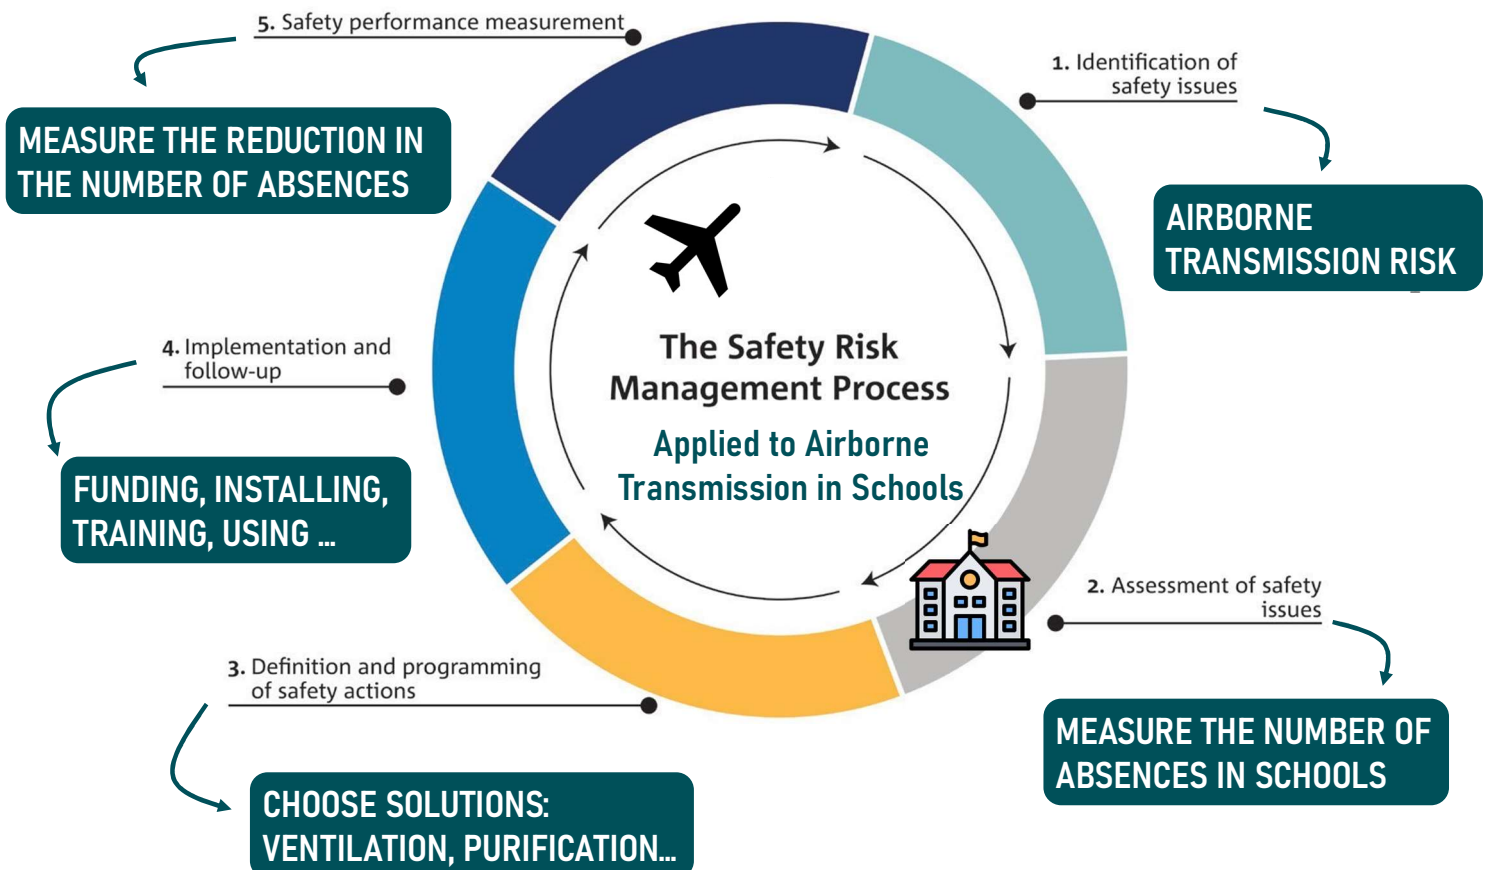 5. Safety performance measurement
MEASURE THE REDUCTION IN
THE NUMBER OF ABSENCES
1. Identification of
safety issues
AIRBORNE
TRANSMISSION RISK
The Safety Risk
Management Process
Applied to Airborne
Transmission in Schools
4. Implementation and
follow-up
FUNDING, INSTALLING,
TRAINING, USING ...
2. Assessment of safety
issues
MEASURE THE NUMBER OF
ABSENCES IN SCHOOLS
3. Definition and programming
of safety actions
CHOOSE SOLUTIONS:
VENTILATION, PURIFICATION...